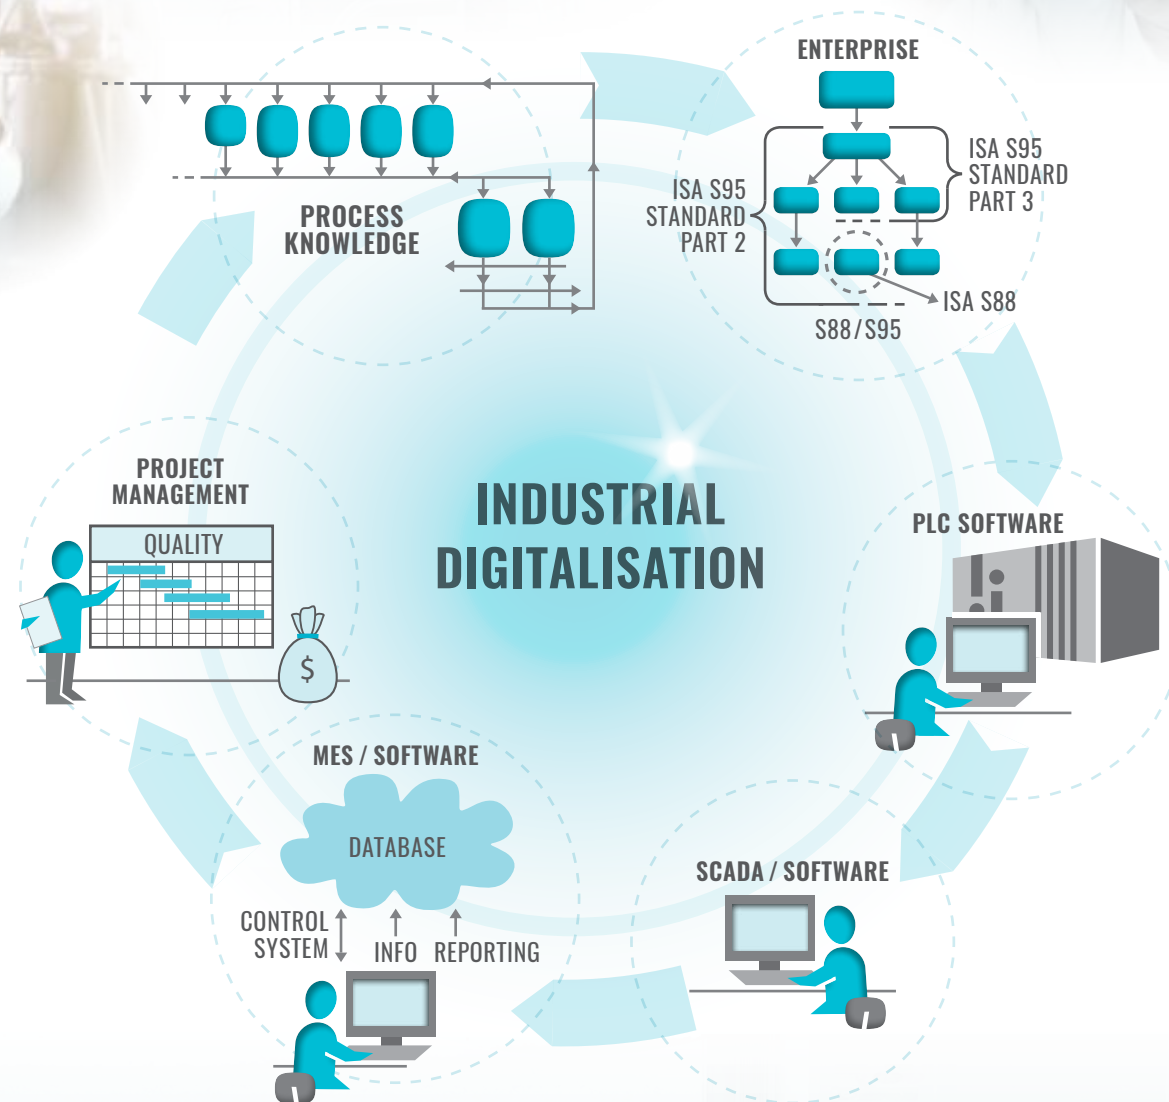 ENTERPRISE
ISA S95
STANDARD
PART 3
ISA S95
STANDARD
PART 2
ISA S88
S88/S95
PROCESS
KNOWLEDGE
PROJECT
MANAGEMENT
QUALITY
$
INDUSTRIAL
DIGITALISATION
PLC SOFTWARE
MES / SOFTWARE
DATABASE
CONTROL
SYSTEM
INFO
REPORTING
SCADA / SOFTWARE